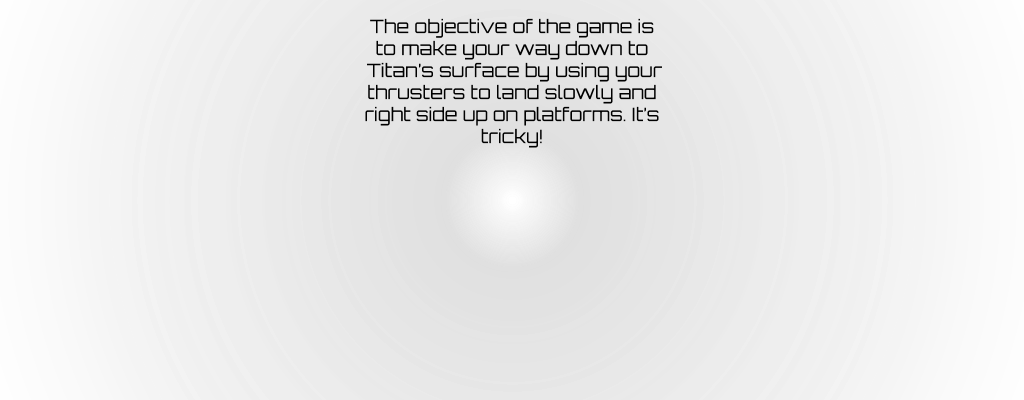 The objective of the game is
to make your way down to
Titan's surface by using your
thrusters to land slowly and
right side up on platforms. It's
tricky!